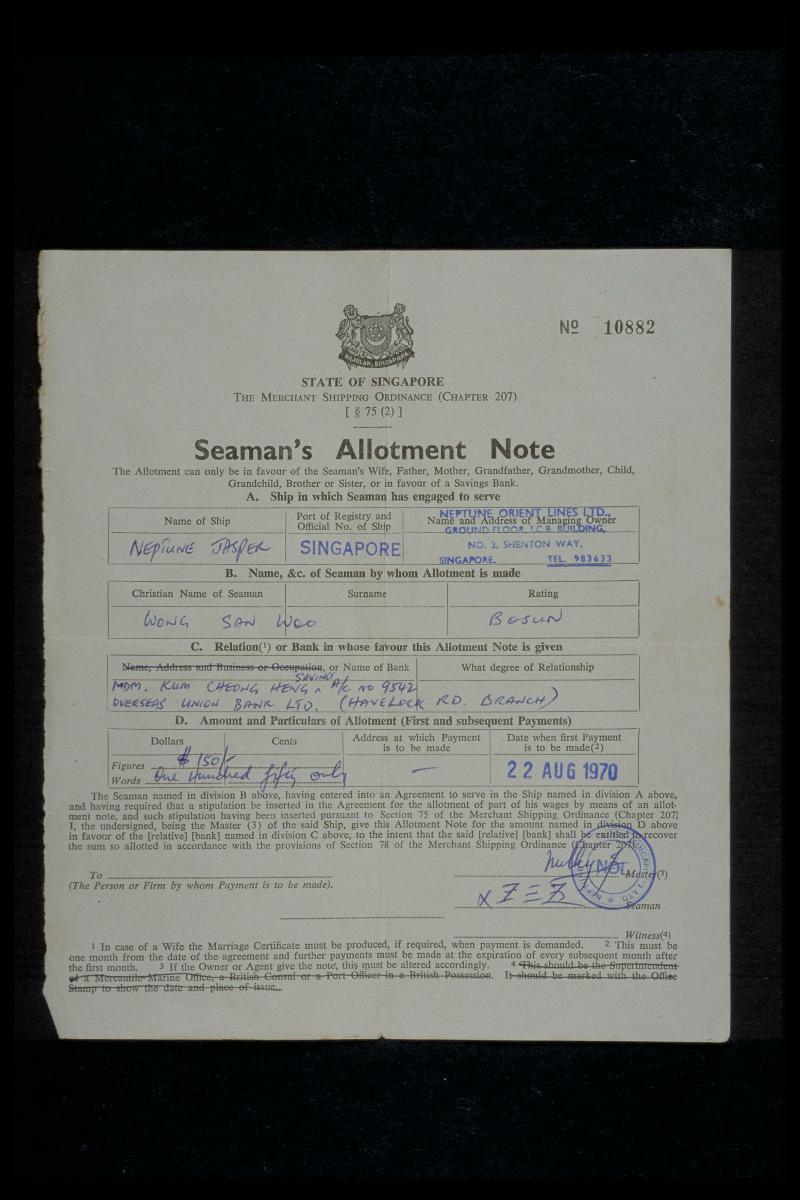 Nº 10882
MAJULAH SINGAPURA
STATE OF SINGAPORE
THE MERCHANT SHIPPING ORDINANCE (CHAPTER 207)
[ § 75 (2) ]
Seaman's Allotment Note
The Allotment can only be in favour of the Seaman's Wife, Father, Mother, Grandfather, Grandmother, Child,
Grandchild, Brother or Sister, or in favour of a Savings Bank.
A. Ship in which Seaman has engaged to serve
Name of Ship
Port of Registry and
Official No. of Ship
Name and Address of Managing Owner
NEPTUNE JASPER
SINGAPORE
NEPTUNE ORIENT LINES LTD.,
GROUND FLOOR, I.C.B. BUILDING,
NO. 2, SHENTON WAY,
SINGAPORE. TEL. 983633
B. Name, &c. of Seaman by whom Allotment is made
Christian Name of Seaman Surname Rating
WONG SAN WOO BOSUN
C. Relation(¹) or Bank in whose favour this Allotment Note is given
Name, Address and Business or Occupation, or Name of Bank What degree of Relationship
SAVINGS
MDM. KUM CHEONG HENG A/C NO 9542
OVERSEAS UNION BANK LTD. (HAVELOCK RD. BRANCH)
D. Amount and Particulars of Allotment (First and subsequent Payments)
Dollars Cents
Address at which Payment
is to be made
Date when first Payment
is to be made(²)
Figures $150/-
Words One Hundred fifty only
—
22 AUG 1970
The Seaman named in division B above, having entered into an Agreement to serve in the Ship named in division A above,
and having required that a stipulation be inserted in the Agreement for the allotment of part of his wages by means of an allot-
ment note, and such stipulation having been inserted pursuant to Section 75 of the Merchant Shipping Ordinance (Chapter 207)
I, the undersigned, being the Master (3) of the said Ship, give this Allotment Note for the amount named in division D above
in favour of the [relative] [bank] named in division C above, to the intent that the said [relative] [bank] shall be entitled to recover
the sum so allotted in accordance with the provisions of Section 78 of the Merchant Shipping Ordinance (Chapter 207).
To
(The Person or Firm by whom Payment is to be made).
Master(3)
Seaman
Witness(4)
¹ In case of a Wife the Marriage Certificate must be produced, if required, when payment is demanded. ² This must be
one month from the date of the agreement and further payments must be made at the expiration of every subsequent month after
the first month. ³ If the Owner or Agent give the note, this must be altered accordingly. ⁴ This should be the Superintendent
of a Mercantile Marine Office, a British Consul or a Port Officer in a British Possession. It should be marked with the Office
Stamp to show the date and place of issue.